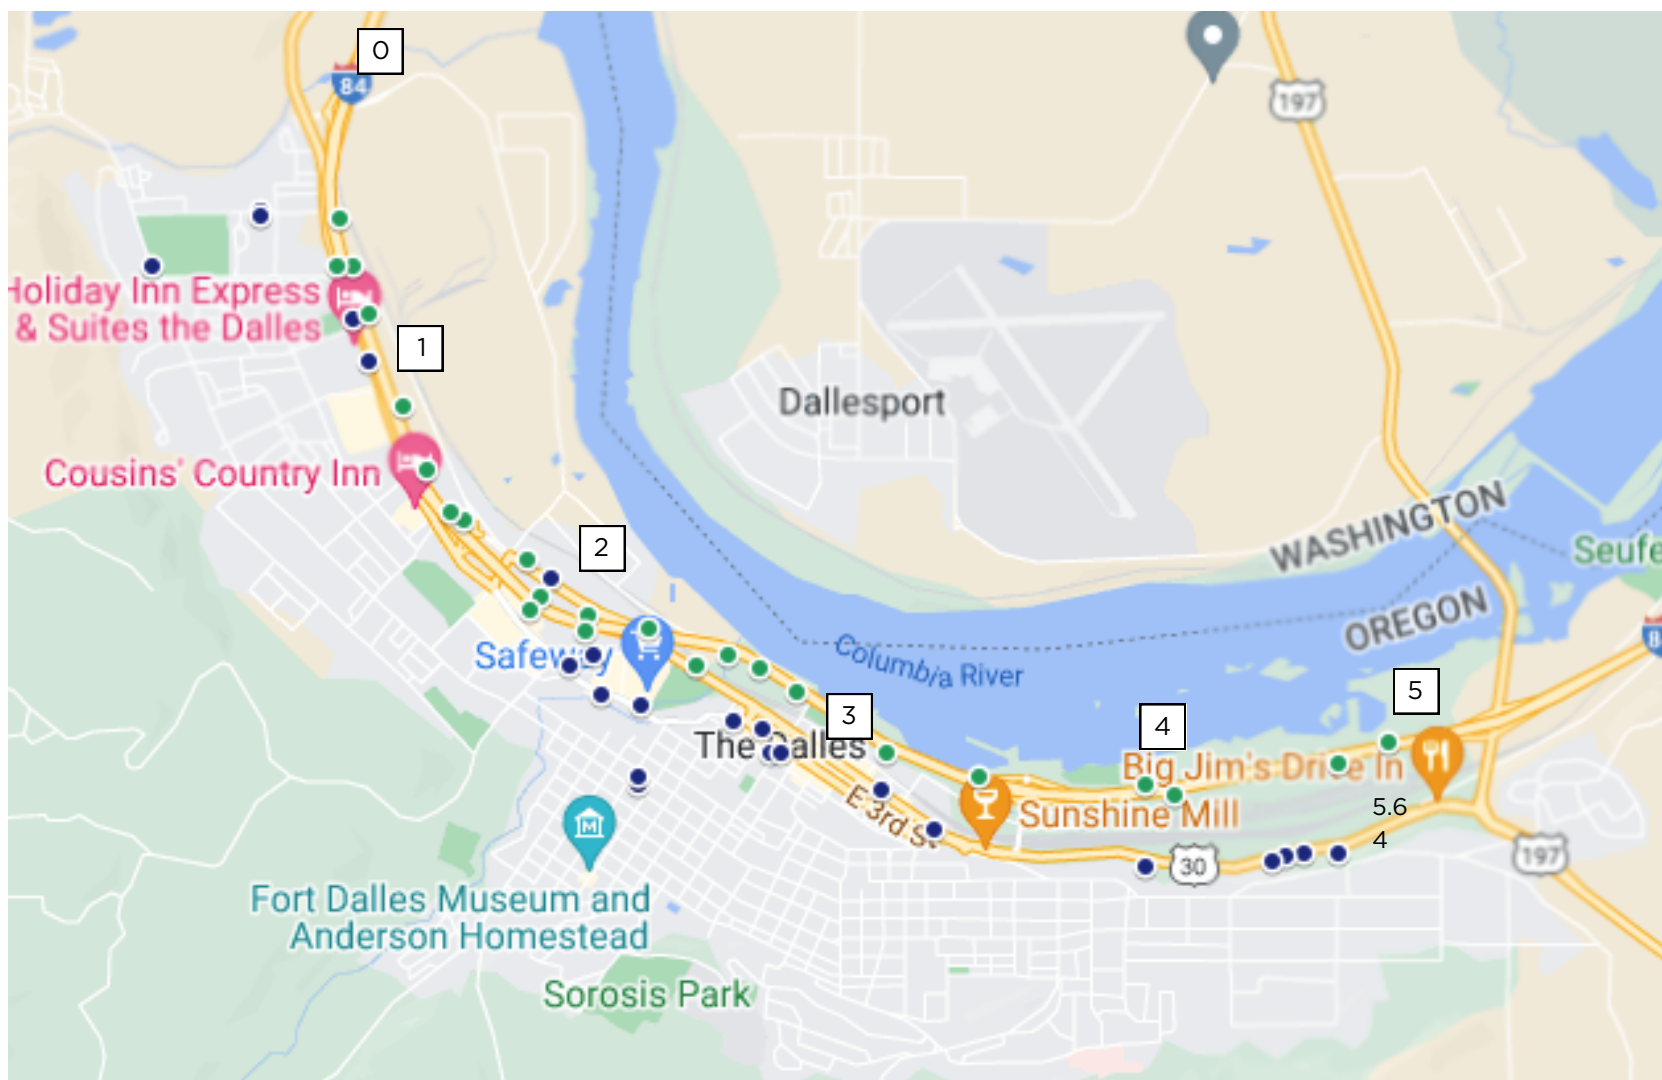 0
84
197
Holiday Inn Express
& Suites the Dalles
1
Dallesport
Cousins' Country Inn
WASHINGTON
2
Seufe
OREGON
Safeway
Columbia River
5
3
4
The Dalles
Big Jim's Drive In
5.6
4
E 3rd St
Sunshine Mill
30
197
Fort Dalles Museum and
Anderson Homestead
Sorosis Park